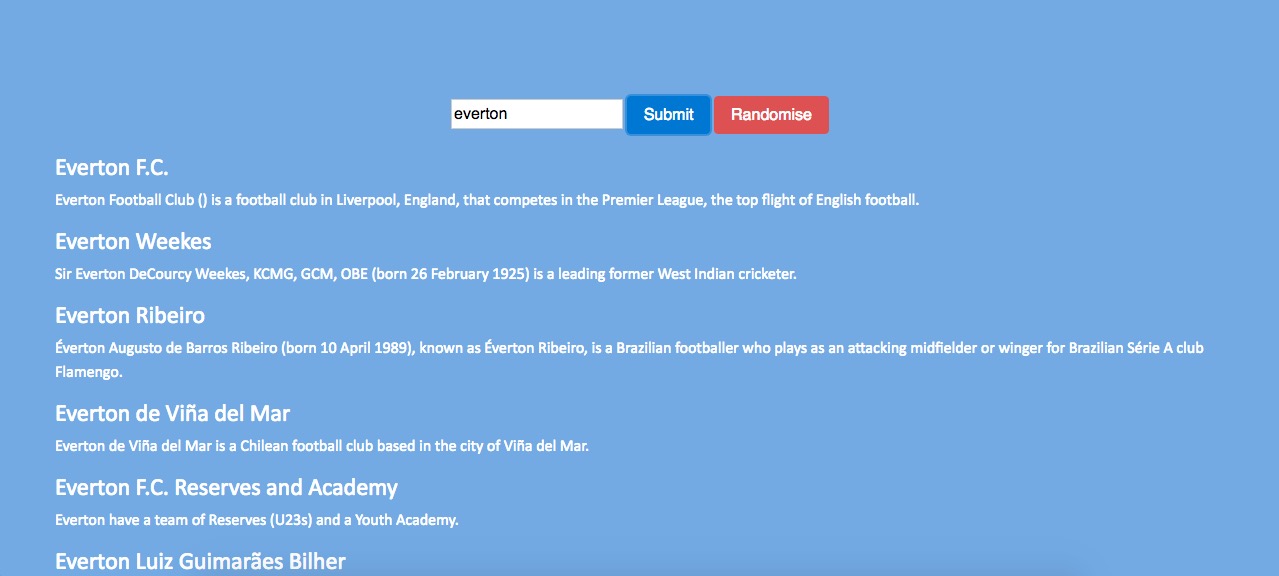 everton Submit Randomise
Everton F.C.
Everton Football Club () is a football club in Liverpool, England, that competes in the Premier League, the top flight of English football.
Everton Weekes
Sir Everton DeCourcy Weekes, KCMG, GCM, OBE (born 26 February 1925) is a leading former West Indian cricketer.
Everton Ribeiro
Éverton Augusto de Barros Ribeiro (born 10 April 1989), known as Éverton Ribeiro, is a Brazilian footballer who plays as an attacking midfielder or winger for Brazilian Série A club
Flamengo.
Everton de Viña del Mar
Everton de Viña del Mar is a Chilean football club based in the city of Viña del Mar.
Everton F.C. Reserves and Academy
Everton have a team of Reserves (U23s) and a Youth Academy.
Everton Luiz Guimarães Bilher